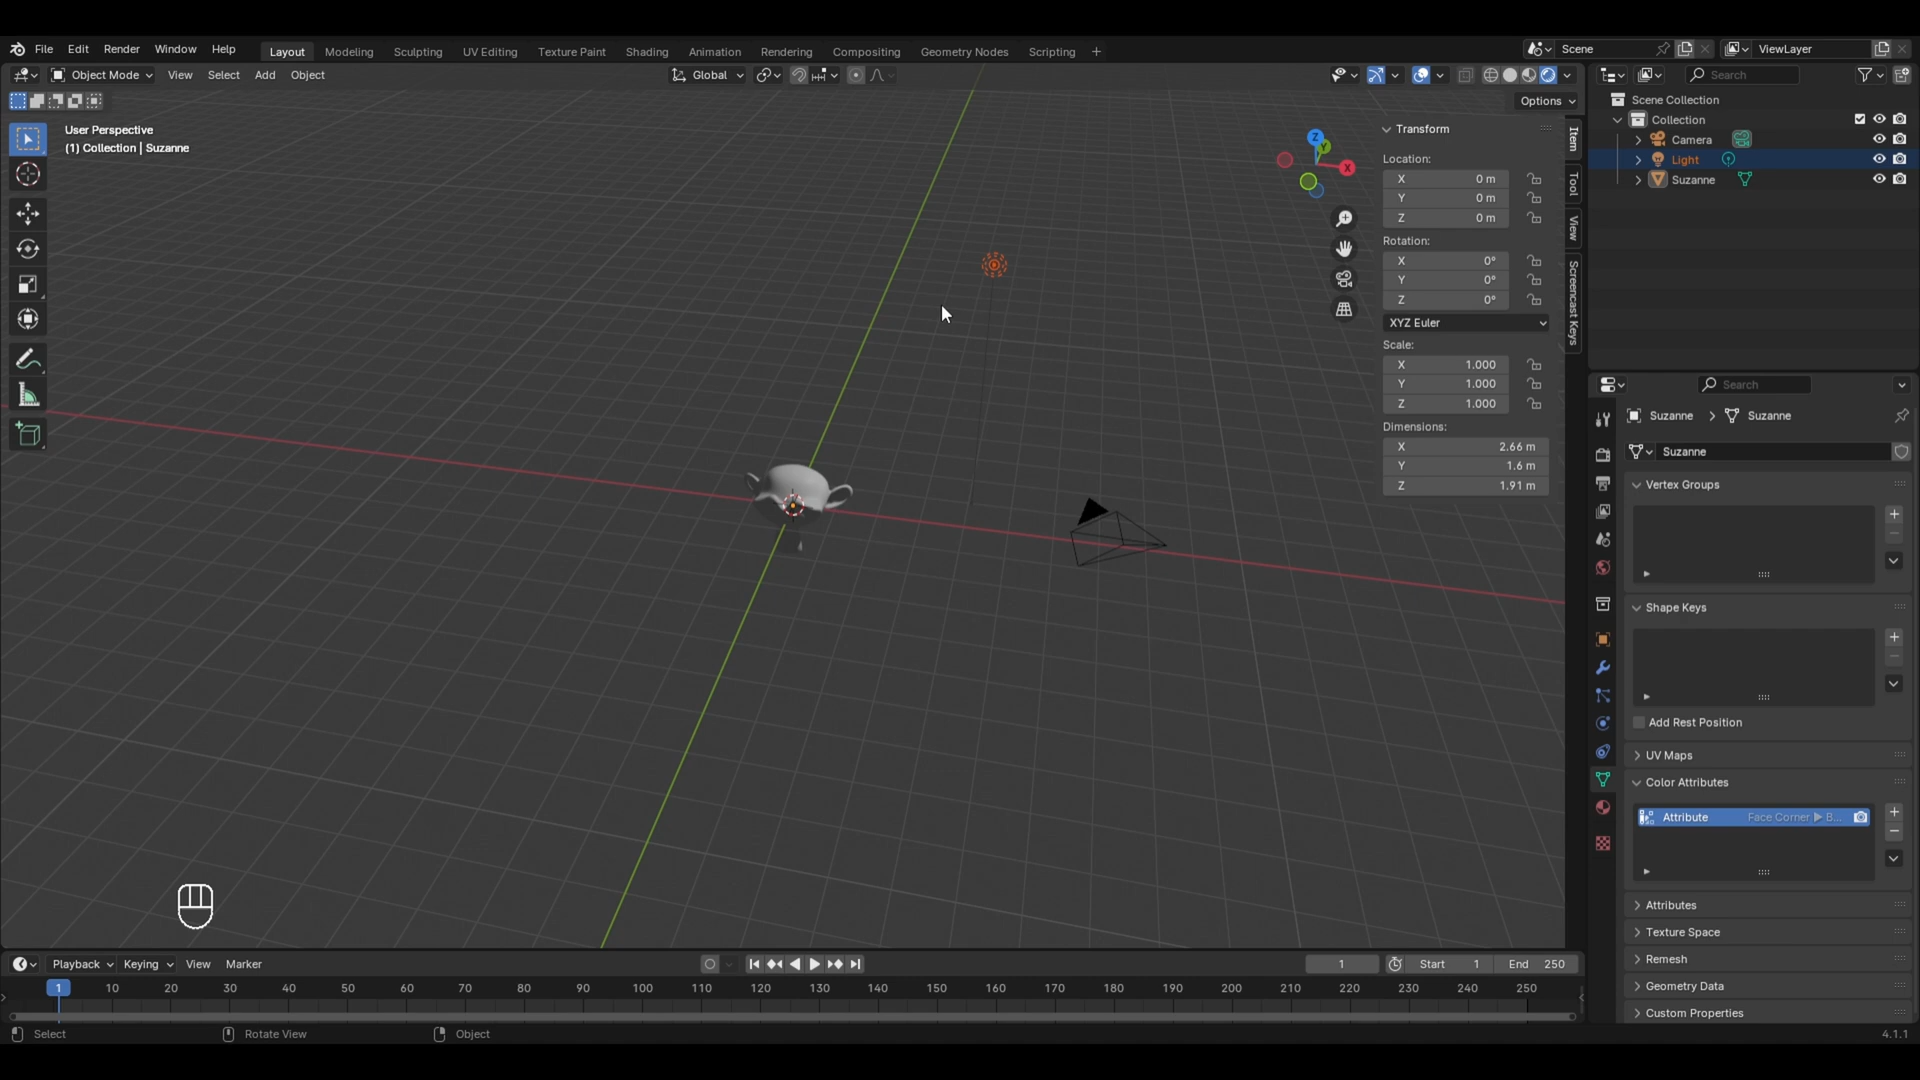 File Edit Render Window Help Layout Modeling Sculpting UV Editing Texture Paint Shading Animation Rendering Compositing Geometry Nodes Scripting + Scene ViewLayer
Object Mode View Select Add Object Global Search
Options
User Perspective
(1) Collection | Suzanne
Z
Y
X
Transform
Location:
X 0 m
Y 0 m
Z 0 m
Rotation:
X 0°
Y 0°
Z 0°
XYZ Euler
Scale:
X 1.000
Y 1.000
Z 1.000
Dimensions:
X 2.66 m
Y 1.6 m
Z 1.91 m
Item
Tool
View
Screencast Keys
Scene Collection
Collection
Camera
Light
Suzanne
Search
Suzanne > Suzanne
Suzanne
Vertex Groups
Shape Keys
Add Rest Position
UV Maps
Color Attributes
Attribute Face Corner ▶ B...
Attributes
Texture Space
Remesh
Geometry Data
Custom Properties
Playback Keying View Marker 1 Start 1 End 250
1 10 20 30 40 50 60 70 80 90 100 110 120 130 140 150 160 170 180 190 200 210 220 230 240 250
Select Rotate View Object 4.1.1